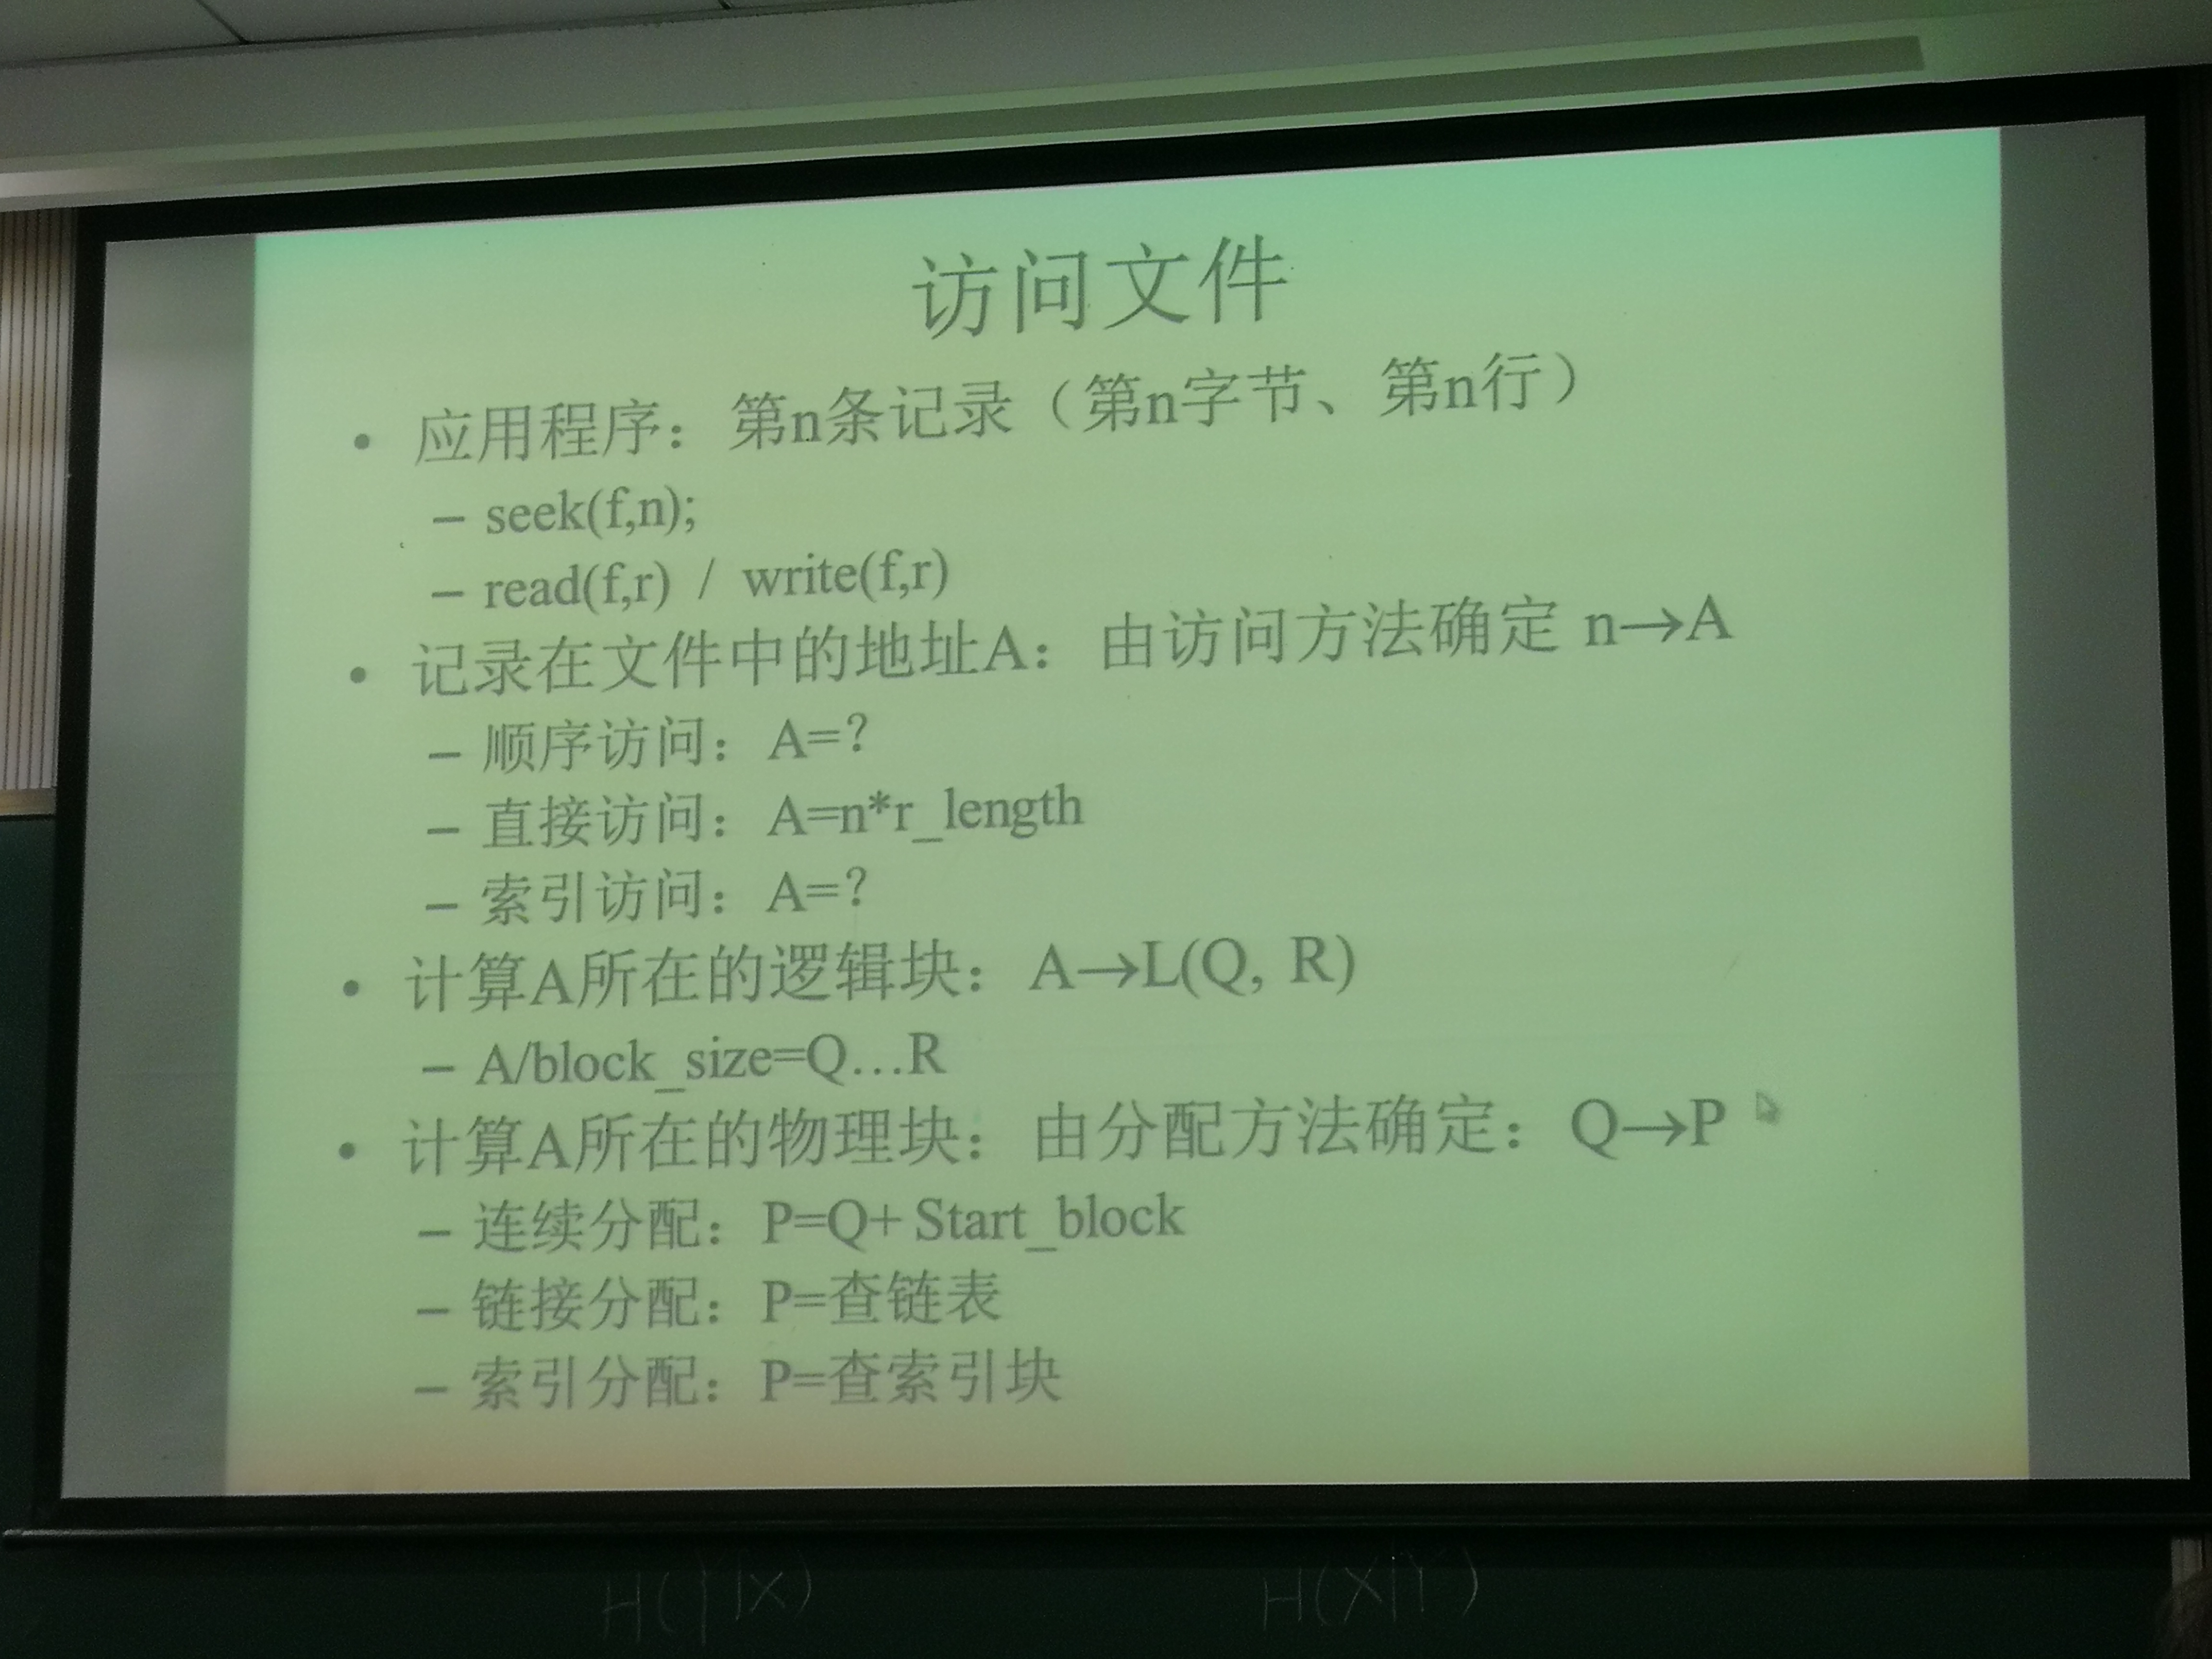 访问文件
• 应用程序：第n条记录（第n字节、第n行）
– seek(f,n);
– read(f,r) / write(f,r)
• 记录在文件中的地址A：由访问方法确定 n→A
– 顺序访问：A=？
– 直接访问：A=n*r_length
– 索引访问：A=？
• 计算A所在的逻辑块：A→L(Q, R)
– A/block_size=Q…R
• 计算A所在的物理块：由分配方法确定：Q→P
– 连续分配：P=Q+ Start_block
– 链接分配：P=查链表
– 索引分配：P=查索引块
H(Y|X) H(X|Y)